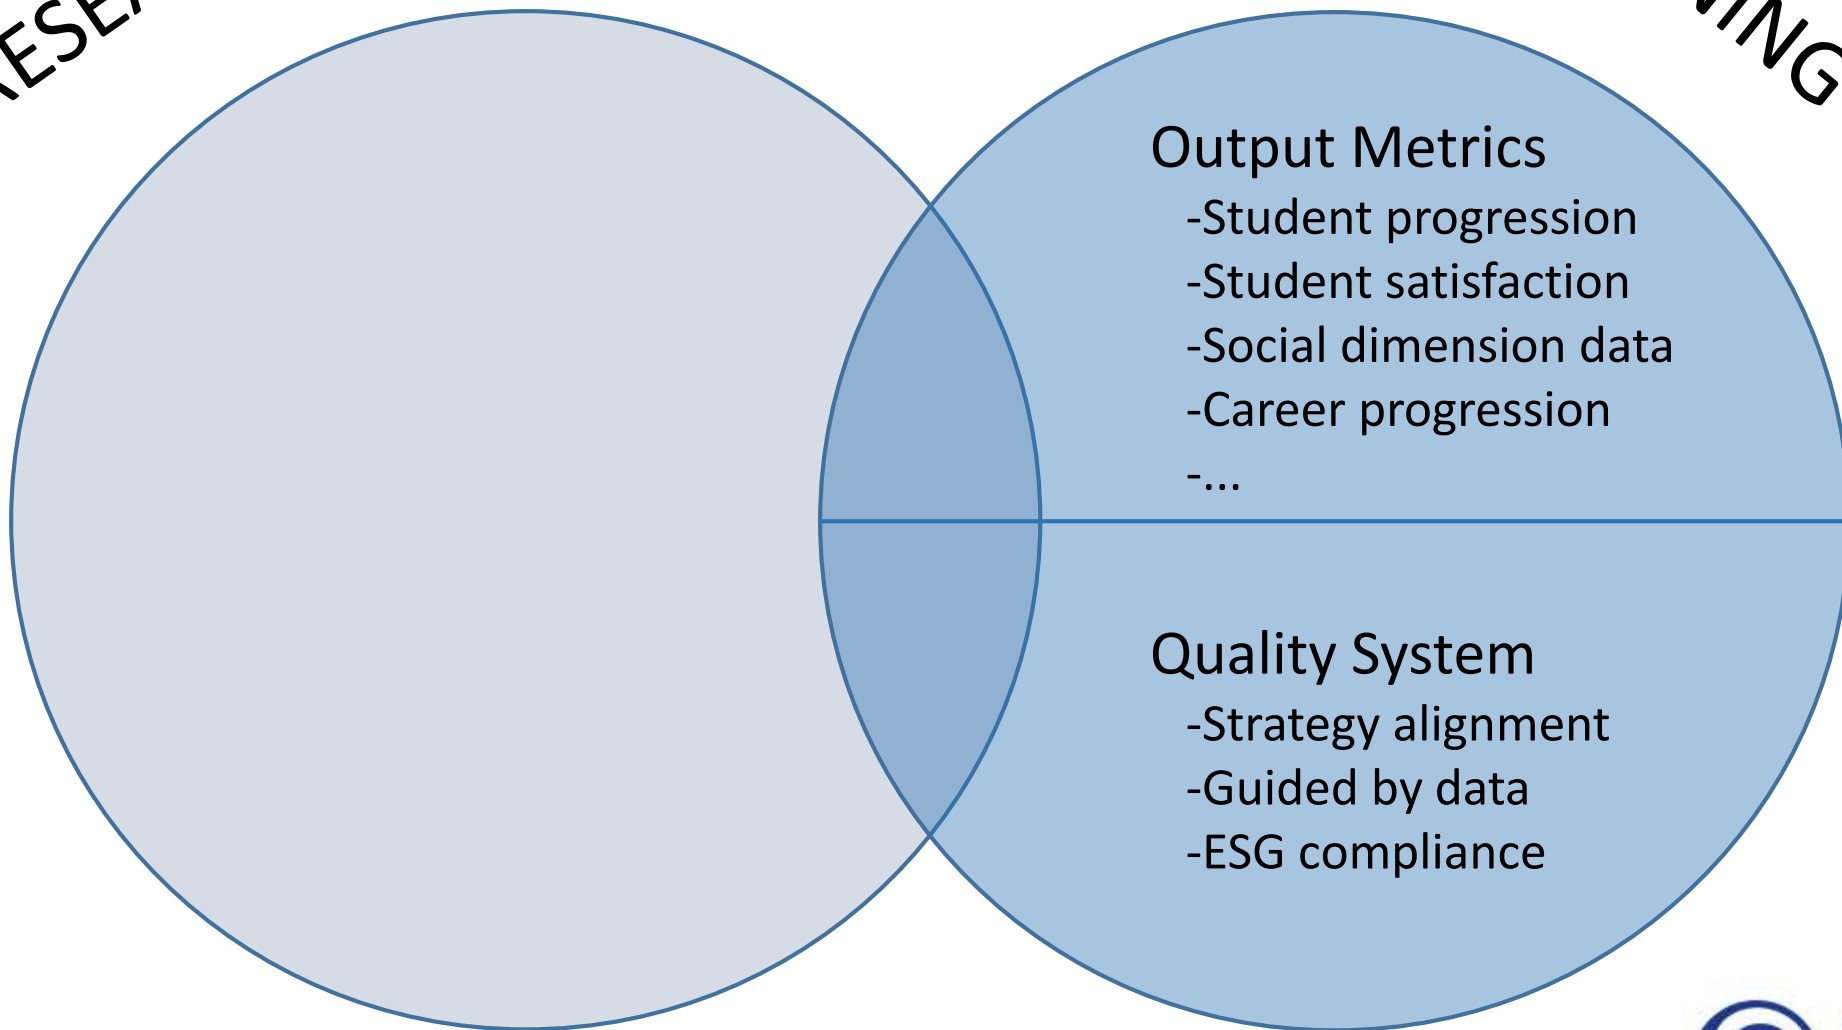 Output Metrics
-Student progression
-Student satisfaction
-Social dimension data
-Career progression
-...
Quality System
-Strategy alignment
-Guided by data
-ESG compliance